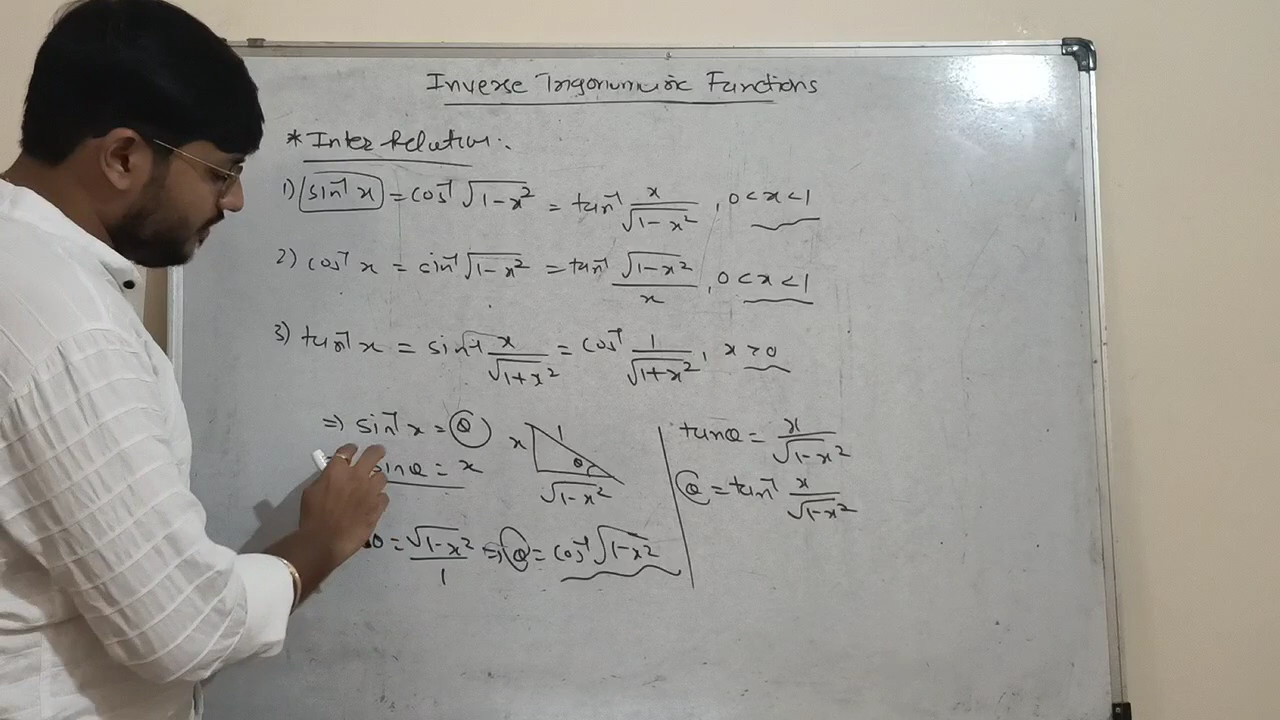 Inverse Trigonometric Functions
* Inter Relation:
1) sin⁻¹ x = cos⁻¹ √(1-x²) = tan⁻¹ x/√(1-x²), 0 < x < 1
2) cos⁻¹ x = sin⁻¹ √(1-x²) = tan⁻¹ √(1-x²)/x, 0 < x < 1
3) tan⁻¹ x = sin⁻¹ x/√(1+x²) = cos⁻¹ 1/√(1+x²), x > 0
⇒ sin⁻¹ x = θ
sinθ = x
x 1 θ √(1-x²)
θ = √(1-x²)/1 ⇒ θ = cos⁻¹ √(1-x²)
tanθ = x/√(1-x²)
θ = tan⁻¹ x/√(1-x²)